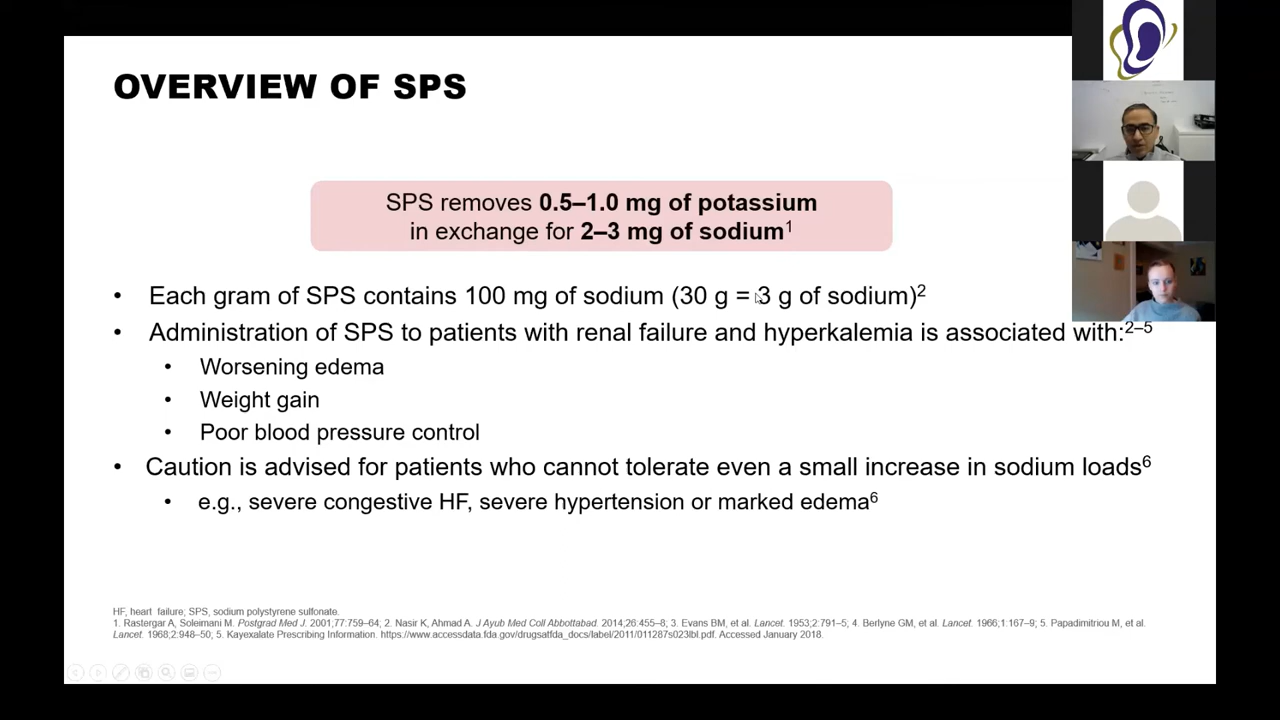 OVERVIEW OF SPS
SPS removes 0.5–1.0 mg of potassium
in exchange for 2–3 mg of sodium1
• Each gram of SPS contains 100 mg of sodium (30 g = 3 g of sodium)2
• Administration of SPS to patients with renal failure and hyperkalemia is associated with:2–5
• Worsening edema
• Weight gain
• Poor blood pressure control
• Caution is advised for patients who cannot tolerate even a small increase in sodium loads6
• e.g., severe congestive HF, severe hypertension or marked edema6
HF, heart failure; SPS, sodium polystyrene sulfonate.
1. Rastergar A, Soleimani M. Postgrad Med J. 2001;77:759–64; 2. Nasir K, Ahmad A. J Ayub Med Coll Abbottabad. 2014;26:455–8; 3. Evans BM, et al. Lancet. 1953;2:791–5; 4. Berlyne GM, et al. Lancet. 1966;1:167–9; 5. Papadimitriou M, et al.
Lancet. 1968;2:948–50; 5. Kayexalate Prescribing Information. https://www.accessdata.fda.gov/drugsatfda_docs/label/2011/011287s023lbl.pdf. Accessed January 2018.